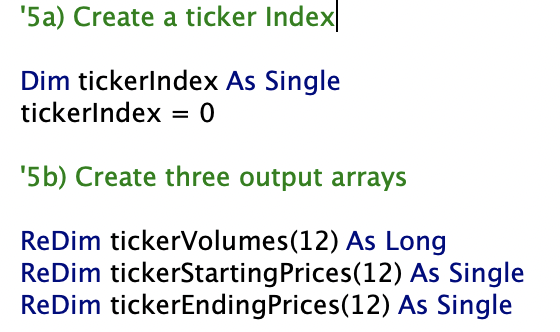 '5a) Create a ticker Index
Dim tickerIndex As Single
tickerIndex = 0
'5b) Create three output arrays
ReDim tickerVolumes(12) As Long
ReDim tickerStartingPrices(12) As Single
ReDim tickerEndingPrices(12) As Single